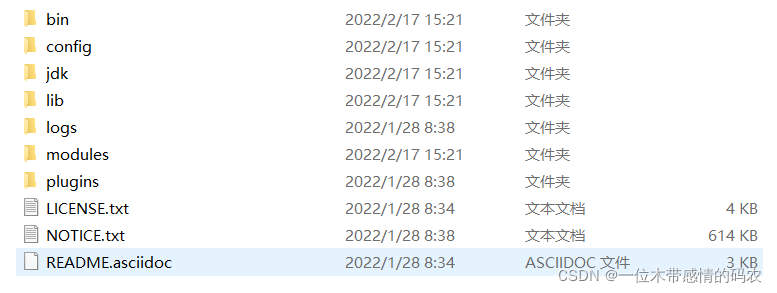 bin 2022/2/17 15:21 文件夹
config 2022/2/17 15:21 文件夹
jdk 2022/2/17 15:21 文件夹
lib 2022/2/17 15:21 文件夹
logs 2022/1/28 8:38 文件夹
modules 2022/2/17 15:21 文件夹
plugins 2022/1/28 8:38 文件夹
LICENSE.txt 2022/1/28 8:34 文本文档 4 KB
NOTICE.txt 2022/1/28 8:38 文本文档 614 KB
README.asciidoc 2022/1/28 8:34 ASCIIDOC 文件 3 KB
CSDN @一位木带感情的码农